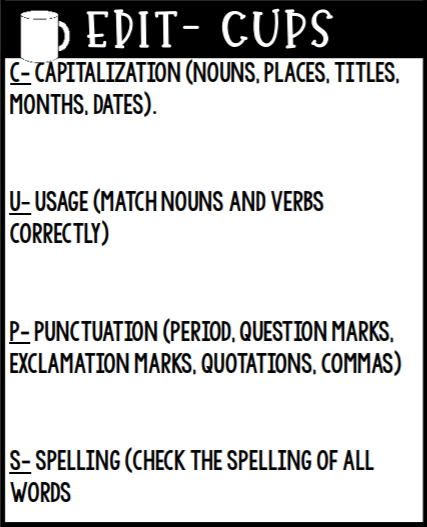 EDIT- CUPS
C- CAPITALIZATION (NOUNS, PLACES, TITLES,
MONTHS, DATES).
U- USAGE (MATCH NOUNS AND VERBS
CORRECTLY)
P- PUNCTUATION (PERIOD, QUESTION MARKS,
EXCLAMATION MARKS, QUOTATIONS, COMMAS)
S- SPELLING (CHECK THE SPELLING OF ALL
WORDS